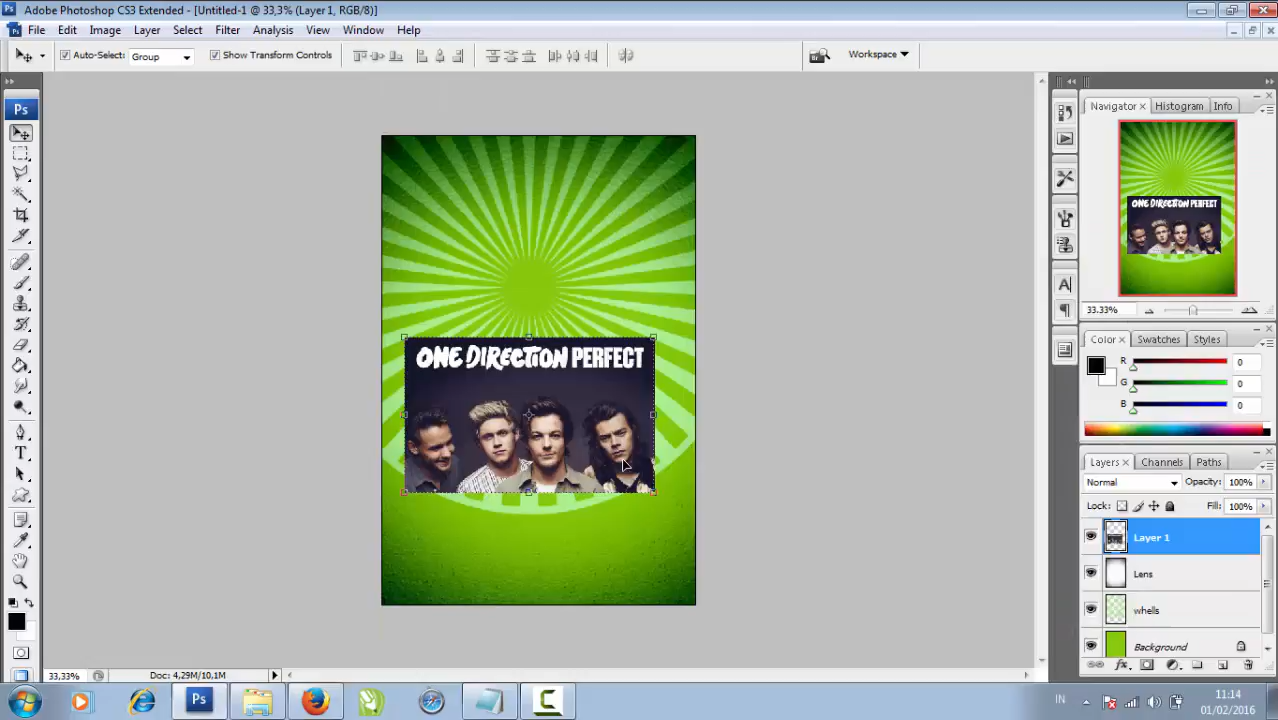 Adobe Photoshop CS3 Extended - [Untitled-1 @ 33,3% (Layer 1, RGB/8)]
File Edit Image Layer Select Filter Analysis View Window Help
Auto-Select: Group Show Transform Controls Workspace
Ps
Navigator Histogram Info
ONE DIRECTION PERFECT
33.33%
Color Swatches Styles
R 0
G 0
B 0
ONE DIRECTION PERFECT
Layers Channels Paths
Normal Opacity: 100%
Lock: Fill: 100%
Layer 1
Lens
whells
Background
33,33% Doc: 4,29M/10,1M
IN 11:14
01/02/2016